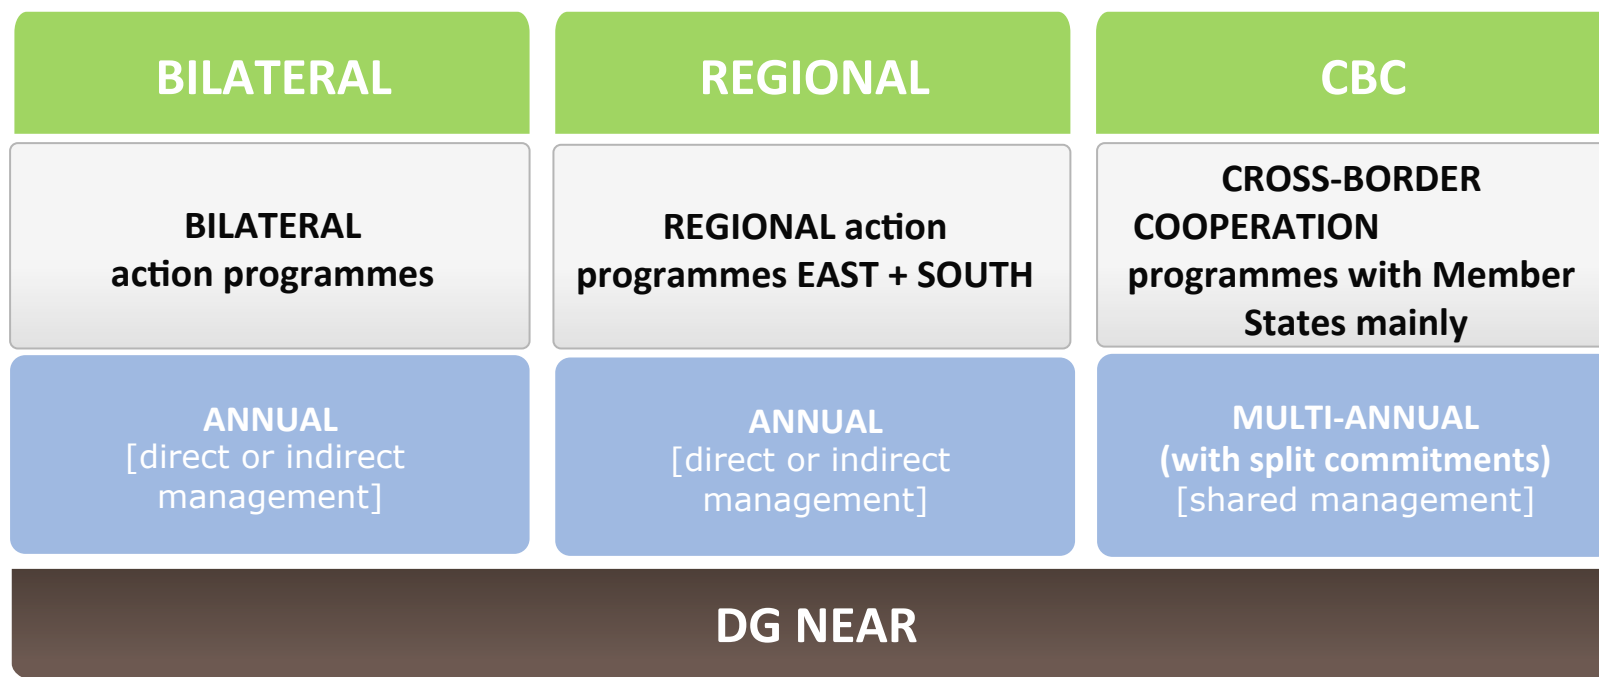 BILATERAL
BILATERAL
action programmes
ANNUAL
[direct or indirect
management]
REGIONAL
REGIONAL action
programmes EAST + SOUTH
ANNUAL
[direct or indirect
management]
CBC
CROSS-BORDER
COOPERATION
programmes with Member
States mainly
MULTI-ANNUAL
(with split commitments)
[shared management]
DG NEAR